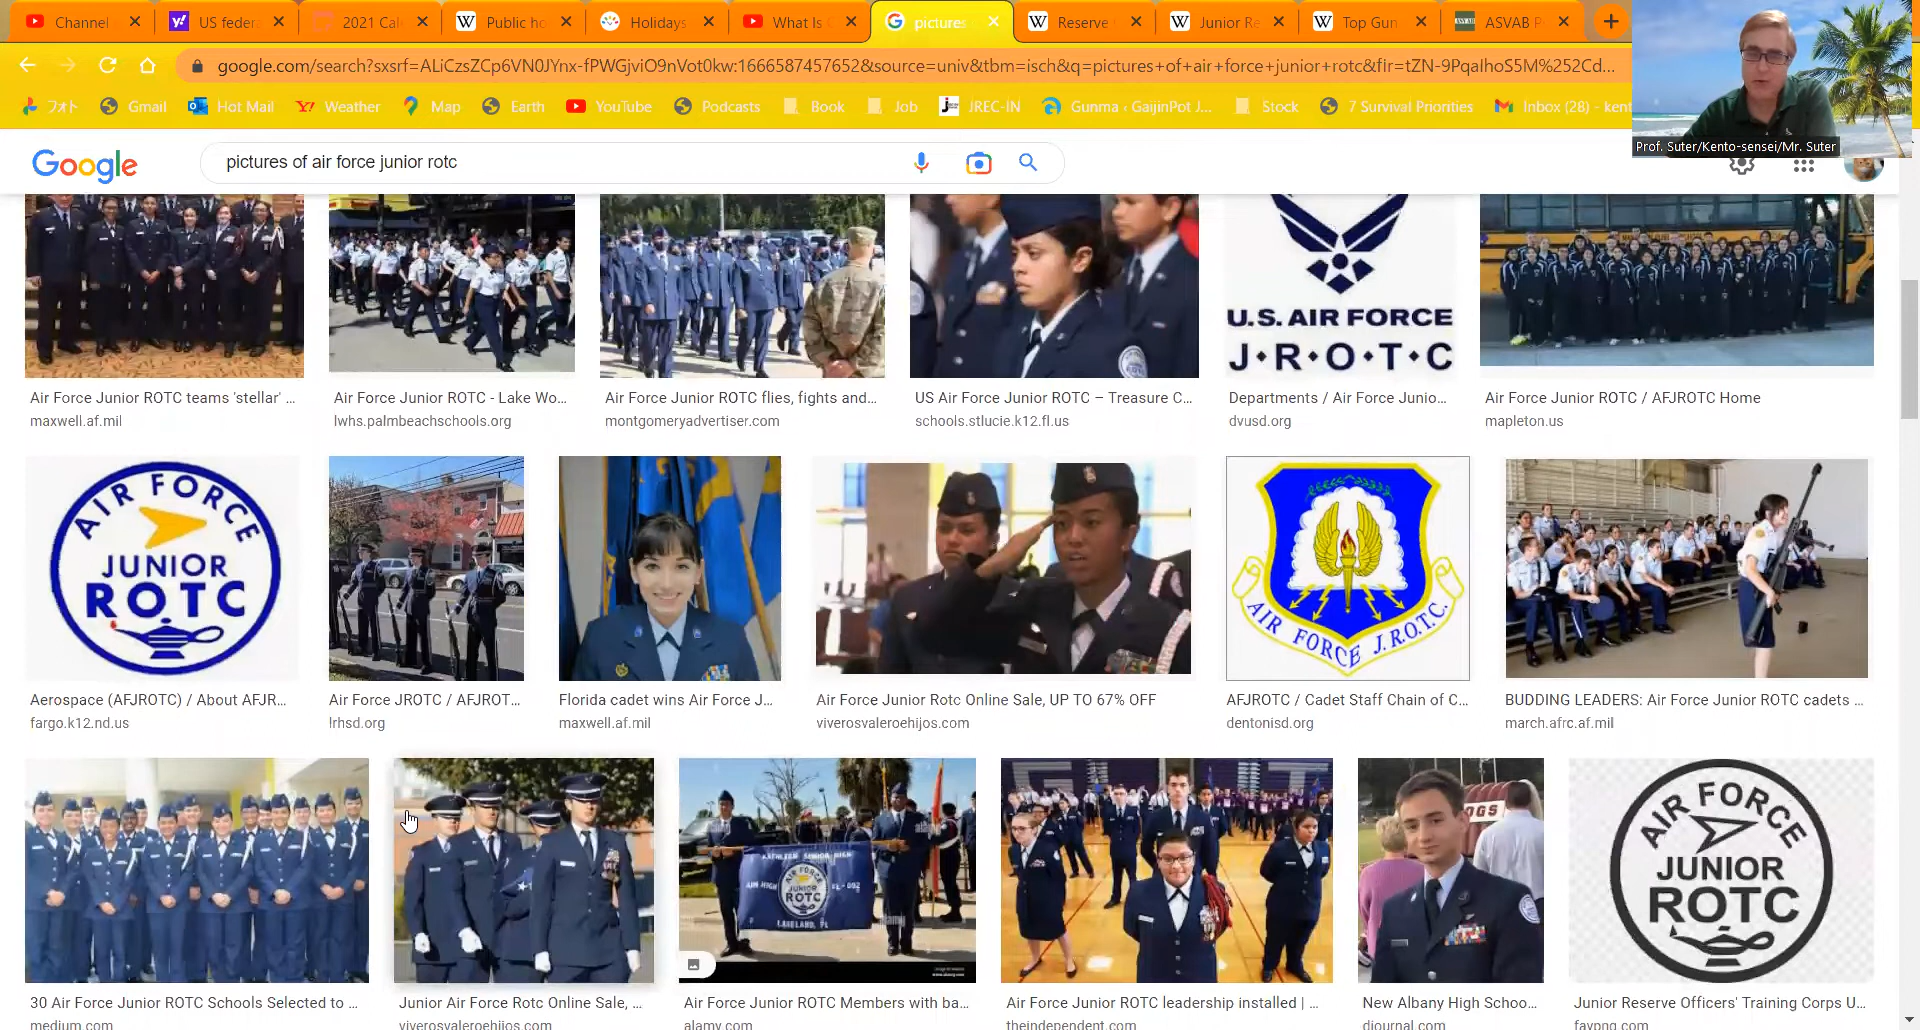 Channel
US feder
2021 Cal
Public ho
Holidays
What Is
pictures
Reserve
Junior Re
Top Gun
ASVAB P
google.com/search?sxsrf=ALiCzsZCp6VN0JYnx-fPWGjviO9nVot0kw:1666587457652&source=univ&tbm=isch&q=pictures+of+air+force+junior+rotc&fir=tZN-9PqaIhoS5M%252Cd...
フォト
Gmail
Hot Mail
Weather
Map
Earth
YouTube
Podcasts
Book
Job
JREC-IN
Gunma ‹ GaijinPot J...
Stock
7 Survival Priorities
Inbox (28) - kent
Prof. Suter/Kento-sensei/Mr. Suter
Google
pictures of air force junior rotc
U.S. AIR FORCE
J•R•O•T•C
Air Force Junior ROTC teams 'stellar' ...
maxwell.af.mil
Air Force Junior ROTC - Lake Wo...
lwhs.palmbeachschools.org
Air Force Junior ROTC flies, fights and...
montgomeryadvertiser.com
US Air Force Junior ROTC – Treasure C...
schools.stlucie.k12.fl.us
Departments / Air Force Junio...
dvusd.org
Air Force Junior ROTC / AFJROTC Home
mapleton.us
AIR FORCE
JUNIOR
ROTC
AIR FORCE J.R.O.T.C.
Aerospace (AFJROTC) / About AFJR...
fargo.k12.nd.us
Air Force JROTC / AFJROT...
lrhsd.org
Florida cadet wins Air Force J...
maxwell.af.mil
Air Force Junior Rotc Online Sale, UP TO 67% OFF
viverosvaleroehijos.com
AFJROTC / Cadet Staff Chain of C...
dentonisd.org
BUDDING LEADERS: Air Force Junior ROTC cadets ...
march.afrc.af.mil
KATHLEEN SENIOR HIGH
AIR FORCE
JUNIOR
ROTC
LAKELAND, FL
OGS
AIR FORCE
JUNIOR
ROTC
30 Air Force Junior ROTC Schools Selected to ...
medium.com
Junior Air Force Rotc Online Sale, ...
viverosvaleroehijos.com
Air Force Junior ROTC Members with ba...
alamy.com
Air Force Junior ROTC leadership installed | ...
theindependent.com
New Albany High Schoo...
djournal.com
Junior Reserve Officers' Training Corps U...
favpng.com